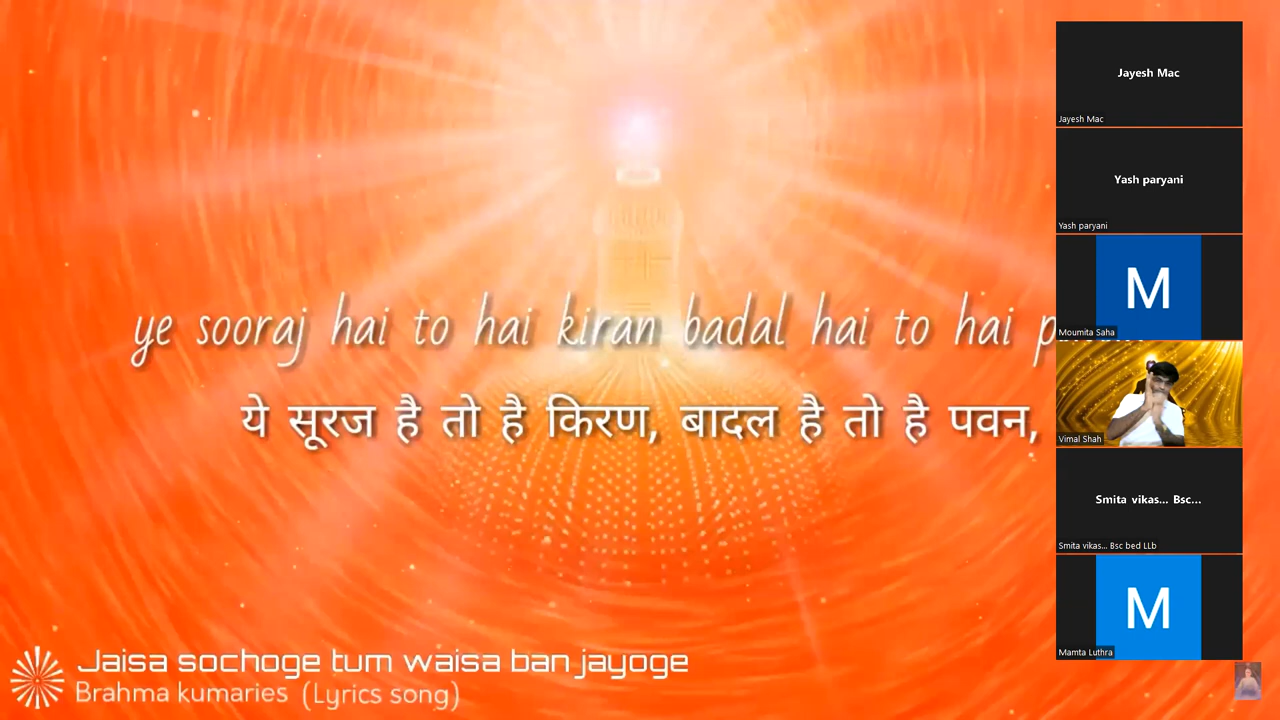 ye sooraj hai to hai kiran badal hai to hai
ये सूरज है तो है किरण, बादल है तो है पवन,
Jaisa sochoge tum waisa ban jayoge
Brahma kumaries (Lyrics song)
Jayesh Mac
Jayesh Mac
Yash paryani
Yash paryani
M
Moumita Saha
Vimal Shah
Smita vikas... Bsc...
Smita vikas... Bsc bed LLb
M
Mamta Luthra